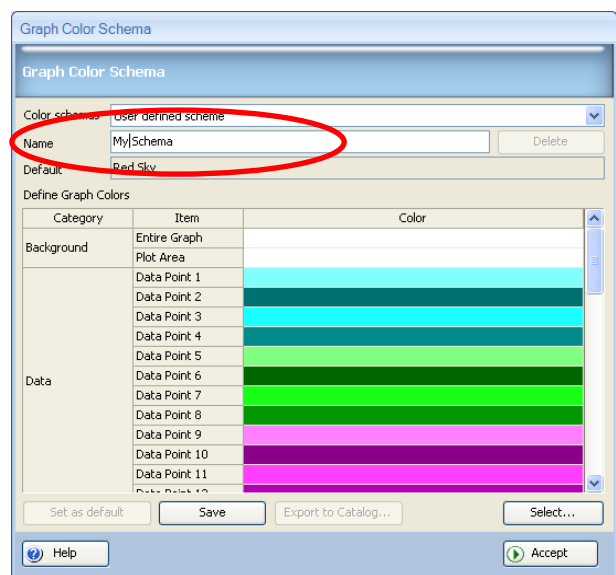 Graph Color Schema
Graph Color Schema
Color schemas User defined scheme
Name My Schema Delete
Default Red Sky
Define Graph Colors
Category Item Color
Background Entire Graph
Plot Area
Data Point 1
Data Point 2
Data Point 3
Data Point 4
Data Point 5
Data Data Point 6
Data Point 7
Data Point 8
Data Point 9
Data Point 10
Data Point 11
Data Point 12
Set as default Save Export to Catalog... Select...
Help Accept